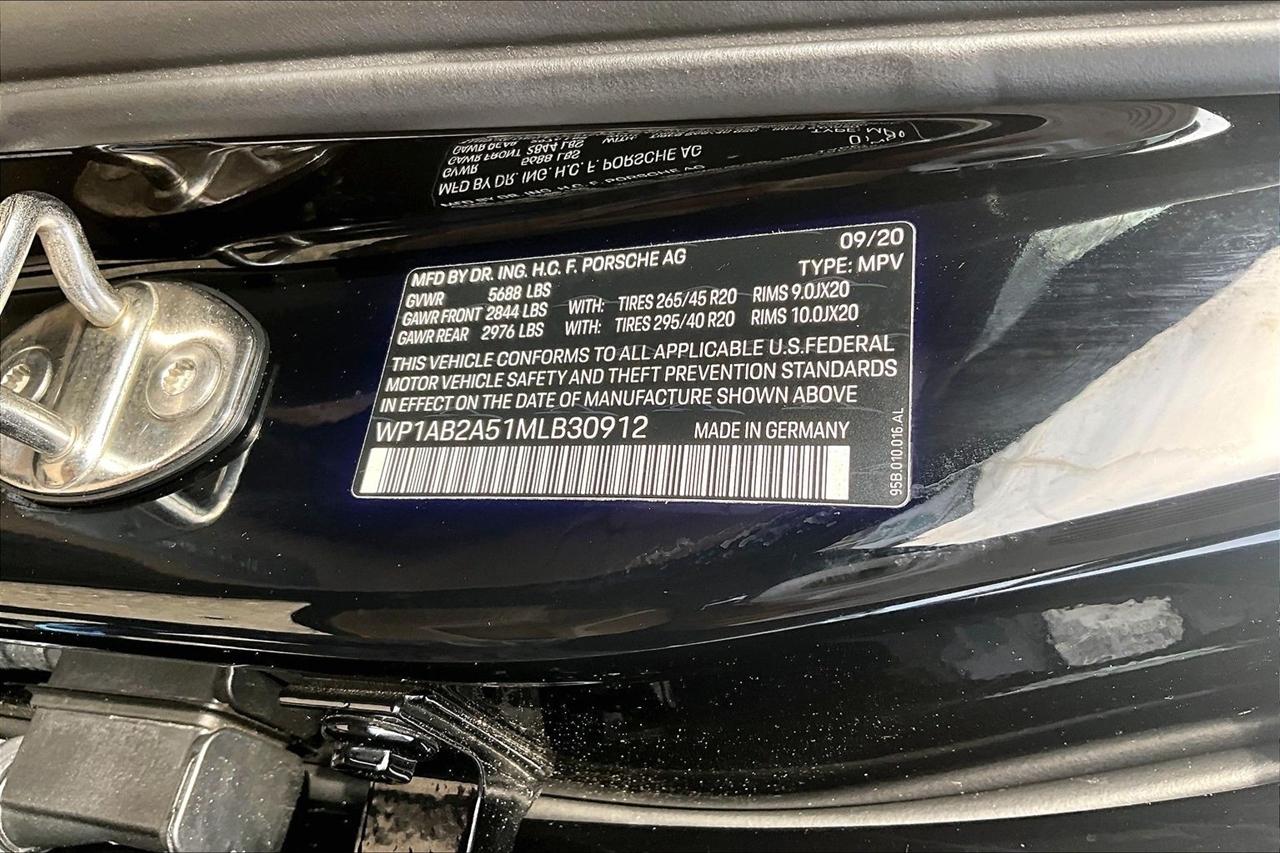 09/20
MFD BY DR. ING. H.C. F. PORSCHE AG
TYPE: MPV
GVWR 5688 LBS
GAWR FRONT 2844 LBS WITH: TIRES 265/45 R20 RIMS 9.0JX20
GAWR REAR 2976 LBS WITH: TIRES 295/40 R20 RIMS 10.0JX20
THIS VEHICLE CONFORMS TO ALL APPLICABLE U.S.FEDERAL
MOTOR VEHICLE SAFETY AND THEFT PREVENTION STANDARDS
IN EFFECT ON THE DATE OF MANUFACTURE SHOWN ABOVE
WP1AB2A51MLB30912 MADE IN GERMANY
95B.010.016.AL